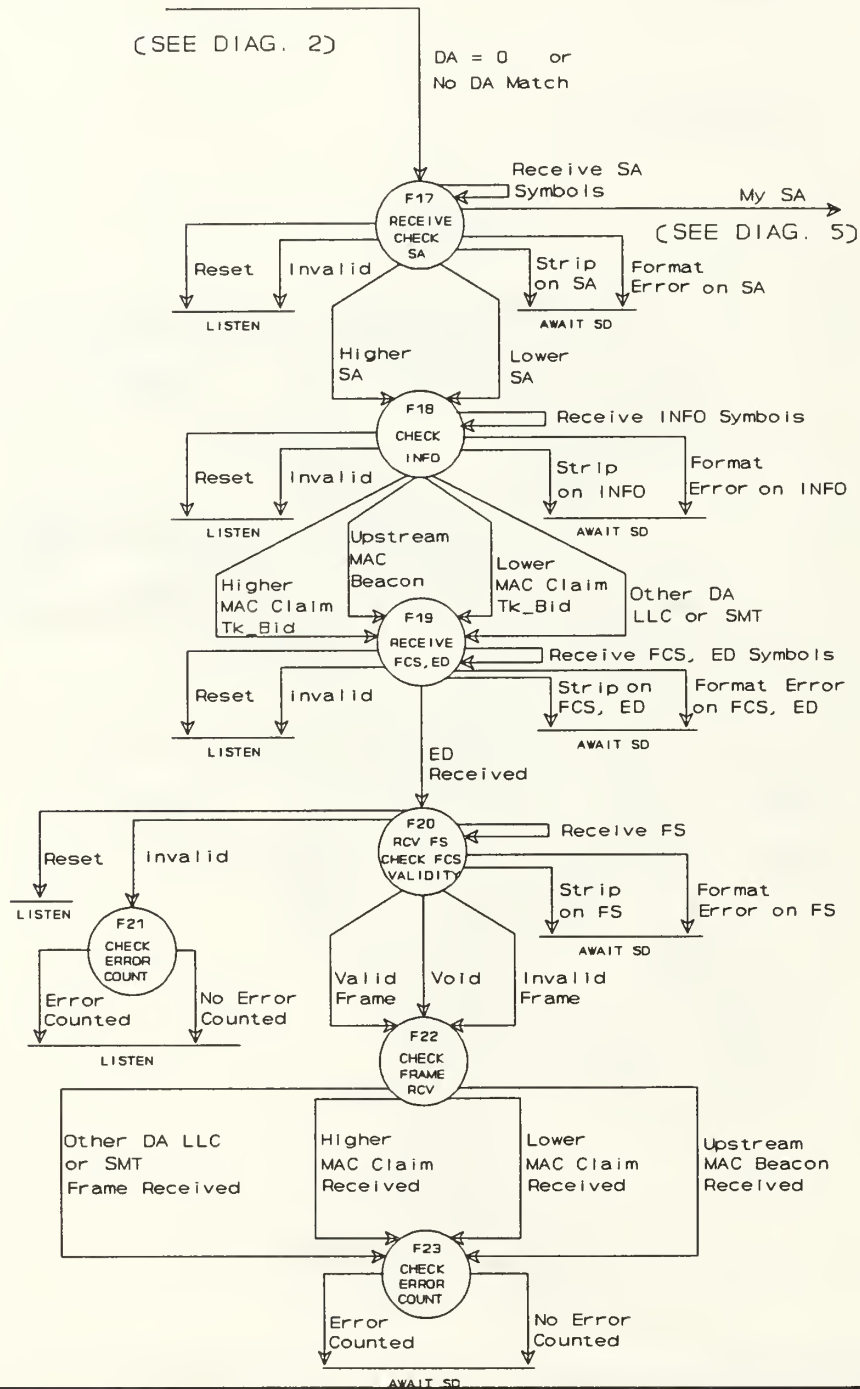 (SEE DIAG. 2)
DA = 0 or
No DA Match
F17
RECEIVE
CHECK
SA
Receive SA
Symbols
My SA
(SEE DIAG. 5)
Reset
Invalid
LISTEN
Strip
on SA
Format
Error on SA
AWAIT SD
Higher
SA
Lower
SA
F18
CHECK
INFO
Receive INFO Symbols
Reset
Invalid
LISTEN
Strip
on INFO
Format
Error on INFO
AWAIT SD
Higher
MAC Claim
Tk_Bid
Upstream
MAC
Beacon
Lower
MAC Claim
Tk_Bid
Other DA
LLC or SMT
F19
RECEIVE
FCS, ED
Receive FCS, ED Symbols
Reset
Invalid
LISTEN
Strip on
FCS, ED
Format Error
on FCS, ED
AWAIT SD
ED
Received
F20
RCV FS
CHECK FCS
VALIDITY
Receive FS
Reset
Invalid
LISTEN
Strip
on FS
Format
Error on FS
AWAIT SD
F21
CHECK
ERROR
COUNT
Error
Counted
No Error
Counted
LISTEN
Valid
Frame
Void
Invalid
Frame
F22
CHECK
FRAME
RCV
Other DA LLC
or SMT
Frame Received
Higher
MAC Claim
Received
Lower
MAC Claim
Received
Upstream
MAC Beacon
Received
F23
CHECK
ERROR
COUNT
Error
Counted
No Error
Counted
AWAIT SD